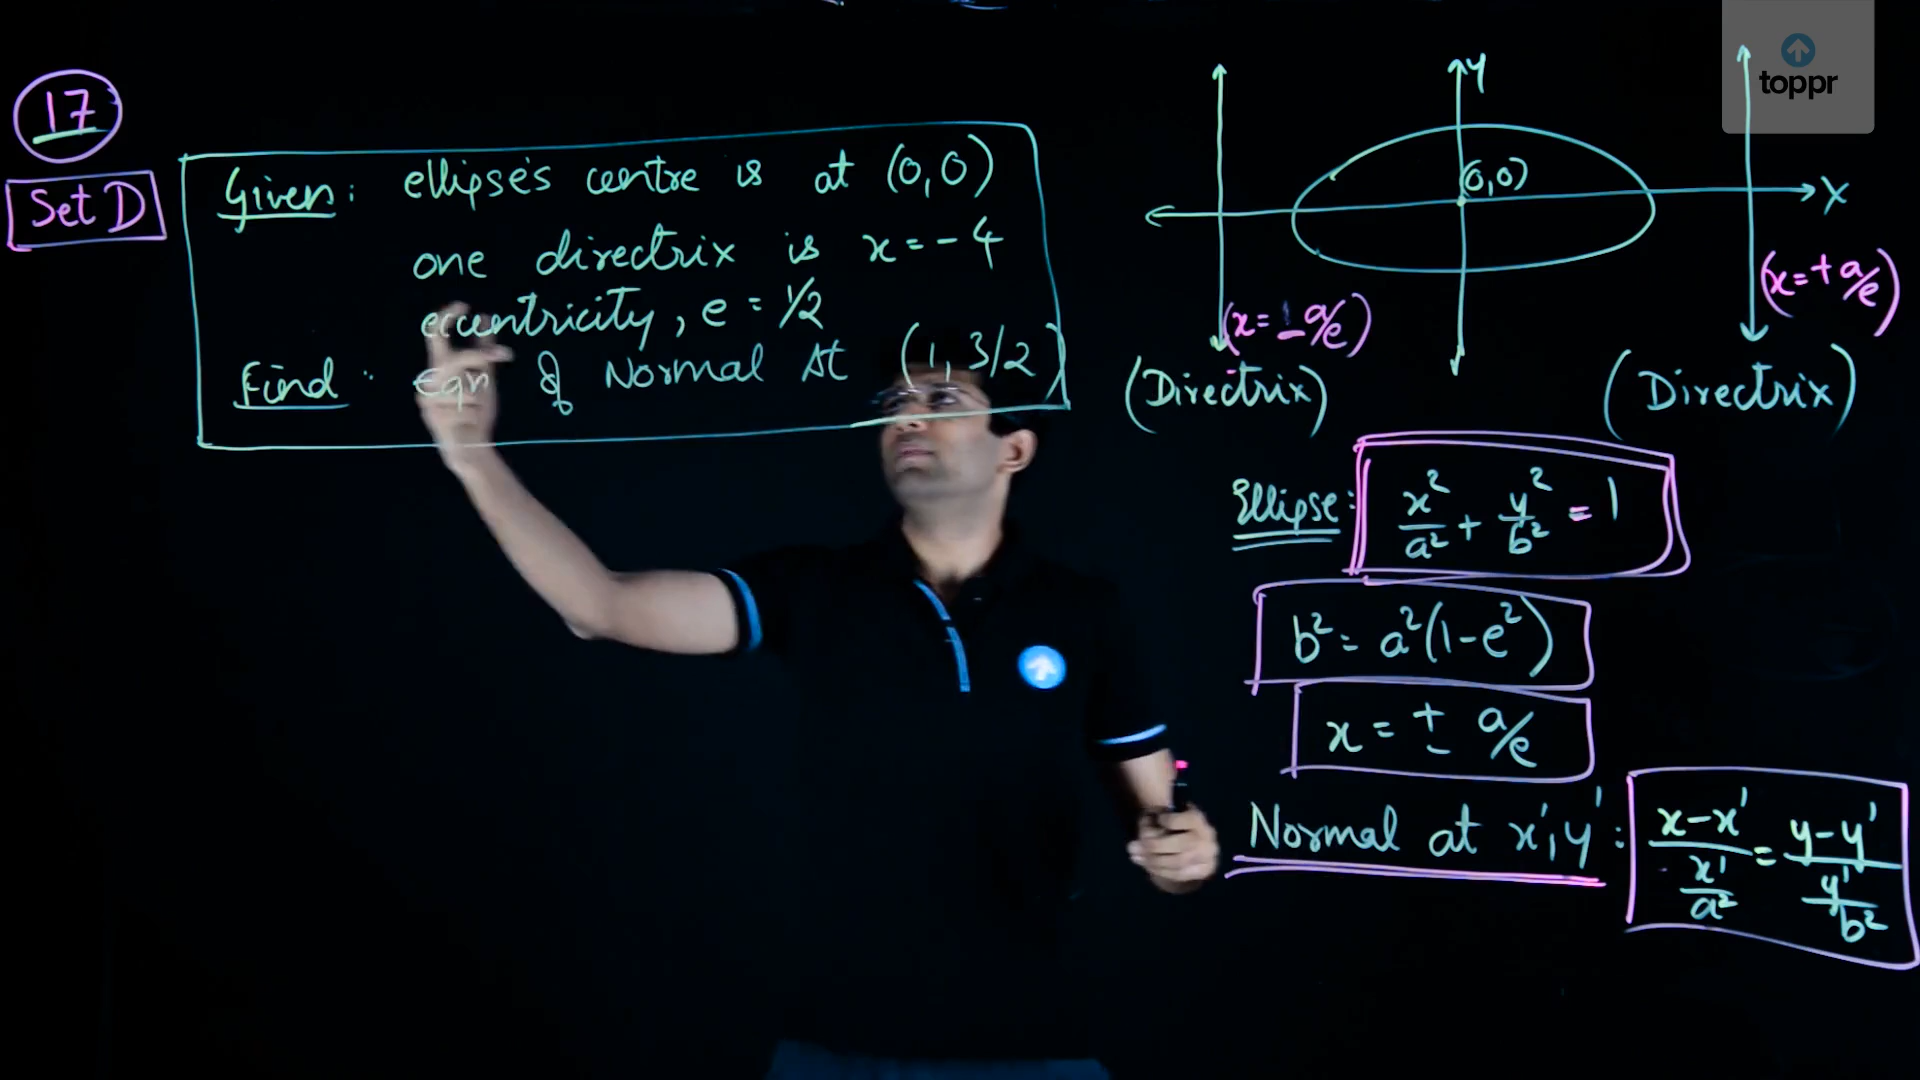 17
Set D
Given: ellipse's centre is at (0,0)
one directrix is x = -4
eccentricity, e = 1/2
Find: Eqn of Normal At (1, 3/2)
Y
(0,0)
X
(x = - a/e)
(x = + a/e)
(Directrix)
(Directrix)
toppr
Ellipse: x²/a² + y²/b² = 1
b² = a²(1-e²)
x = ± a/e
Normal at x',y' : (x-x')/(x'/a²) = (y-y')/(y'/b²)